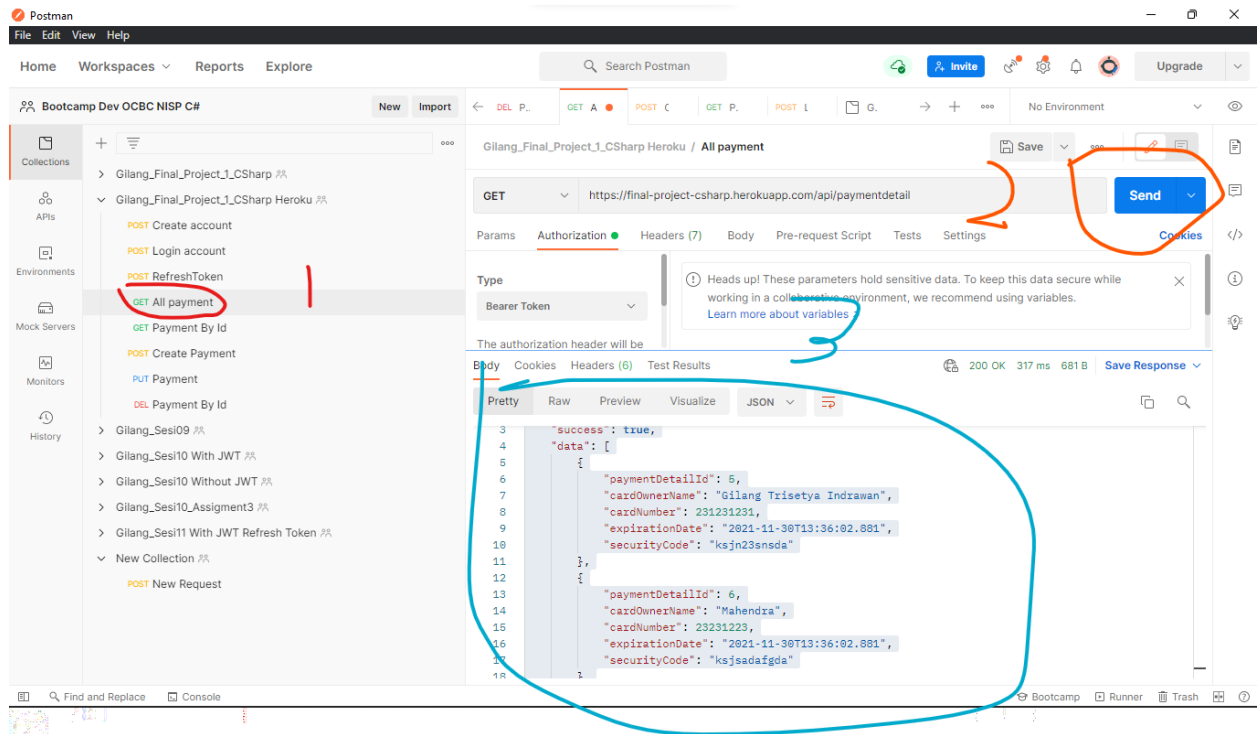 Postman
File Edit View Help
Home Workspaces Reports Explore Search Postman Invite Upgrade
Bootcamp Dev OCBC NISP C# New Import DEL P.. GET A POST C GET P. POST L G. No Environment
Collections
APIs
Environments
Mock Servers
Monitors
History
Gilang_Final_Project_1_CSharp
Gilang_Final_Project_1_CSharp Heroku
POST Create account
POST Login account
POST RefreshToken
GET All payment
GET Payment By Id
POST Create Payment
PUT Payment
DEL Payment By Id
Gilang_Sesi09
Gilang_Sesi10 With JWT
Gilang_Sesi10 Without JWT
Gilang_Sesi10_Assigment3
Gilang_Sesi11 With JWT Refresh Token
New Collection
POST New Request
1
Gilang_Final_Project_1_CSharp Heroku / All payment Save
2
GET https://final-project-csharp.herokuapp.com/api/paymentdetail Send
Params Authorization Headers (7) Body Pre-request Script Tests Settings Cookies
Type
Bearer Token
The authorization header will be
Heads up! These parameters hold sensitive data. To keep this data secure while
working in a collaborative environment, we recommend using variables.
Learn more about variables
3
Body Cookies Headers (6) Test Results 200 OK 317 ms 681 B Save Response
Pretty Raw Preview Visualize JSON
3 "success": true,
4 "data": [
5 {
6 "paymentDetailId": 5,
7 "cardOwnerName": "Gilang Trisetya Indrawan",
8 "cardNumber": 231231231,
9 "expirationDate": "2021-11-30T13:36:02.881",
10 "securityCode": "ksjn23snsda"
11 },
12 {
13 "paymentDetailId": 6,
14 "cardOwnerName": "Mahendra",
15 "cardNumber": 23231223,
16 "expirationDate": "2021-11-30T13:36:02.881",
17 "securityCode": "ksjsadafgda"
18 }
Find and Replace Console Bootcamp Runner Trash